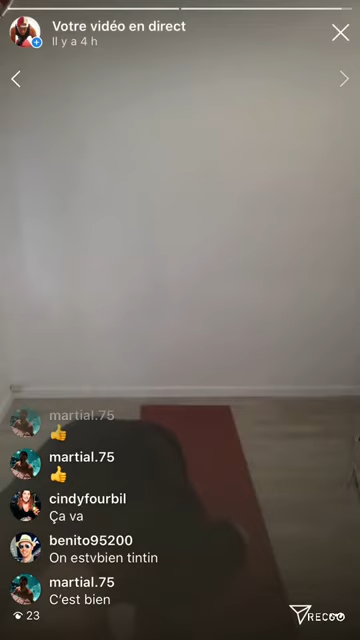 Votre vidéo en direct
Il y a 4 h
martial.75
👍
martial.75
👍
cindyfourbil
Ça va
benito95200
On estvbien tintin
martial.75
C'est bien
23